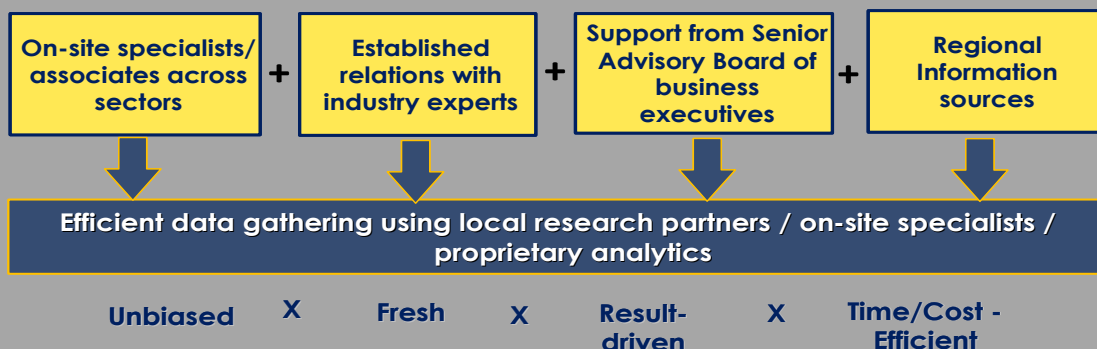 On-site specialists/
associates across
sectors
+
Established
relations with
industry experts
+
Support from Senior
Advisory Board of
business
executives
+
Regional
Information
sources
Efficient data gathering using local research partners / on-site specialists /
proprietary analytics
Unbiased
X
Fresh
X
Result-
driven
X
Time/Cost -
Efficient